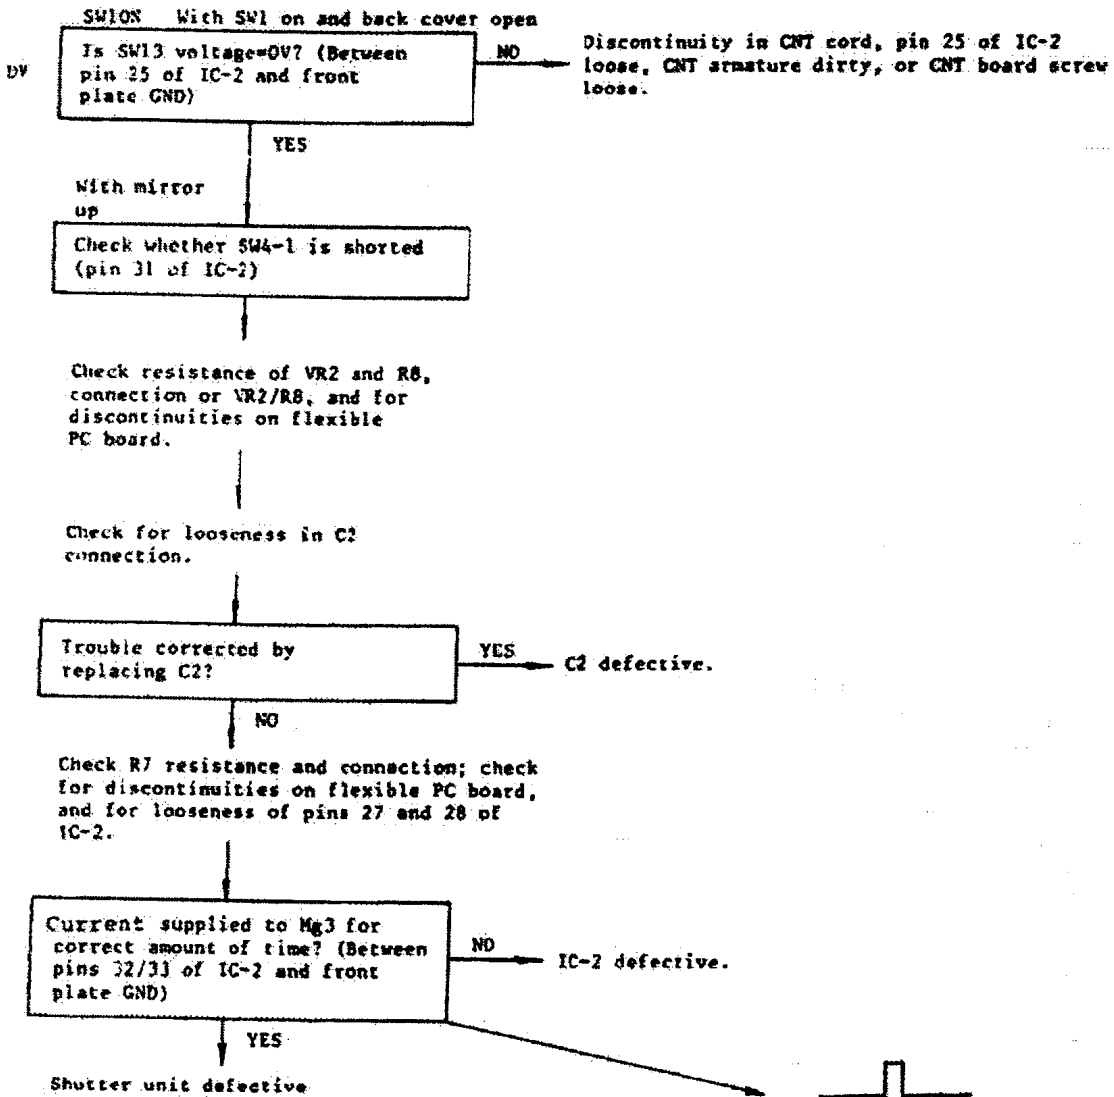 SW1ON With SW1 on and back cover open
Is SW13 voltage=0V? (Between
pin 25 of IC-2 and front
plate GND)
NO
Discontinuity in CNT cord, pin 25 of IC-2
loose, CNT armature dirty, or CNT board screw
loose.
YES
With mirror
up
Check whether SW4-1 is shorted
(pin 31 of IC-2)
Check resistance of VR2 and R8,
connection or VR2/R8, and for
discontinuities on flexible
PC board.
Check for looseness in C2
connection.
Trouble corrected by
replacing C2?
YES
C2 defective.
NO
Check R7 resistance and connection; check
for discontinuities on flexible PC board,
and for looseness of pins 27 and 28 of
IC-2.
Current supplied to Mg3 for
correct amount of time? (Between
pins 32/33 of IC-2 and front
plate GND)
NO
IC-2 defective.
YES
Shutter unit defective